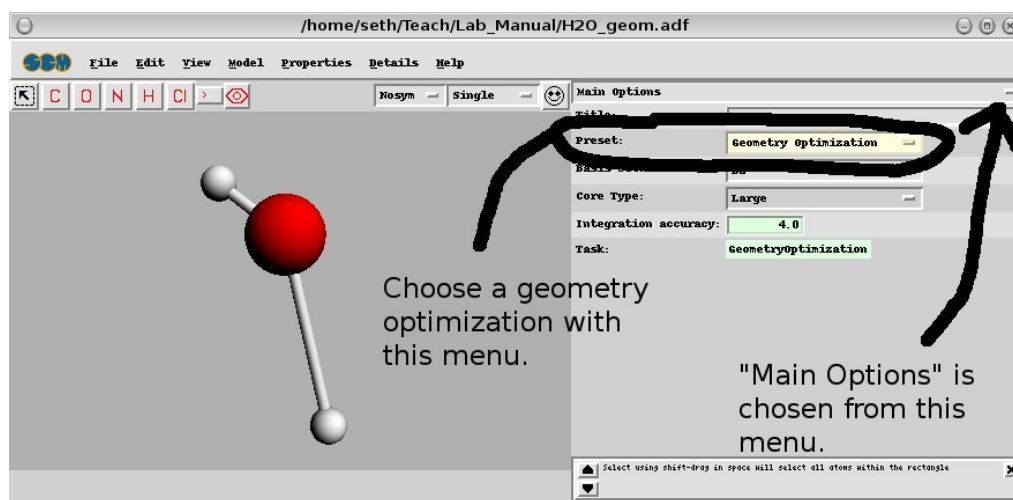 /home/seth/Teach/Lab_Manual/H2O_geom.adf
SCM File Edit View Model Properties Details Help
C O N H Cl > Nosym Single Main Options
Title:
Preset: Geometry Optimization
Core Type: Large
Integration accuracy: 4.0
Task: GeometryOptimization
Choose a geometry
optimization with
this menu.
"Main Options" is
chosen from this
menu.
Select using shift-drag in space will select all atoms within the rectangle